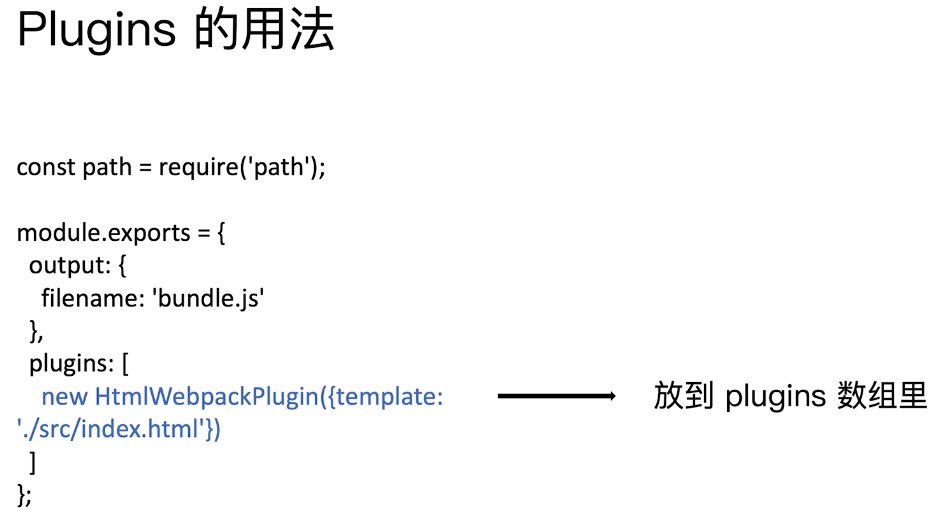 Plugins 的用法
const path = require('path');
module.exports = {
output: {
filename: 'bundle.js'
},
plugins: [
new HtmlWebpackPlugin({template:
'./src/index.html'})
放到 plugins 数组里
]
};